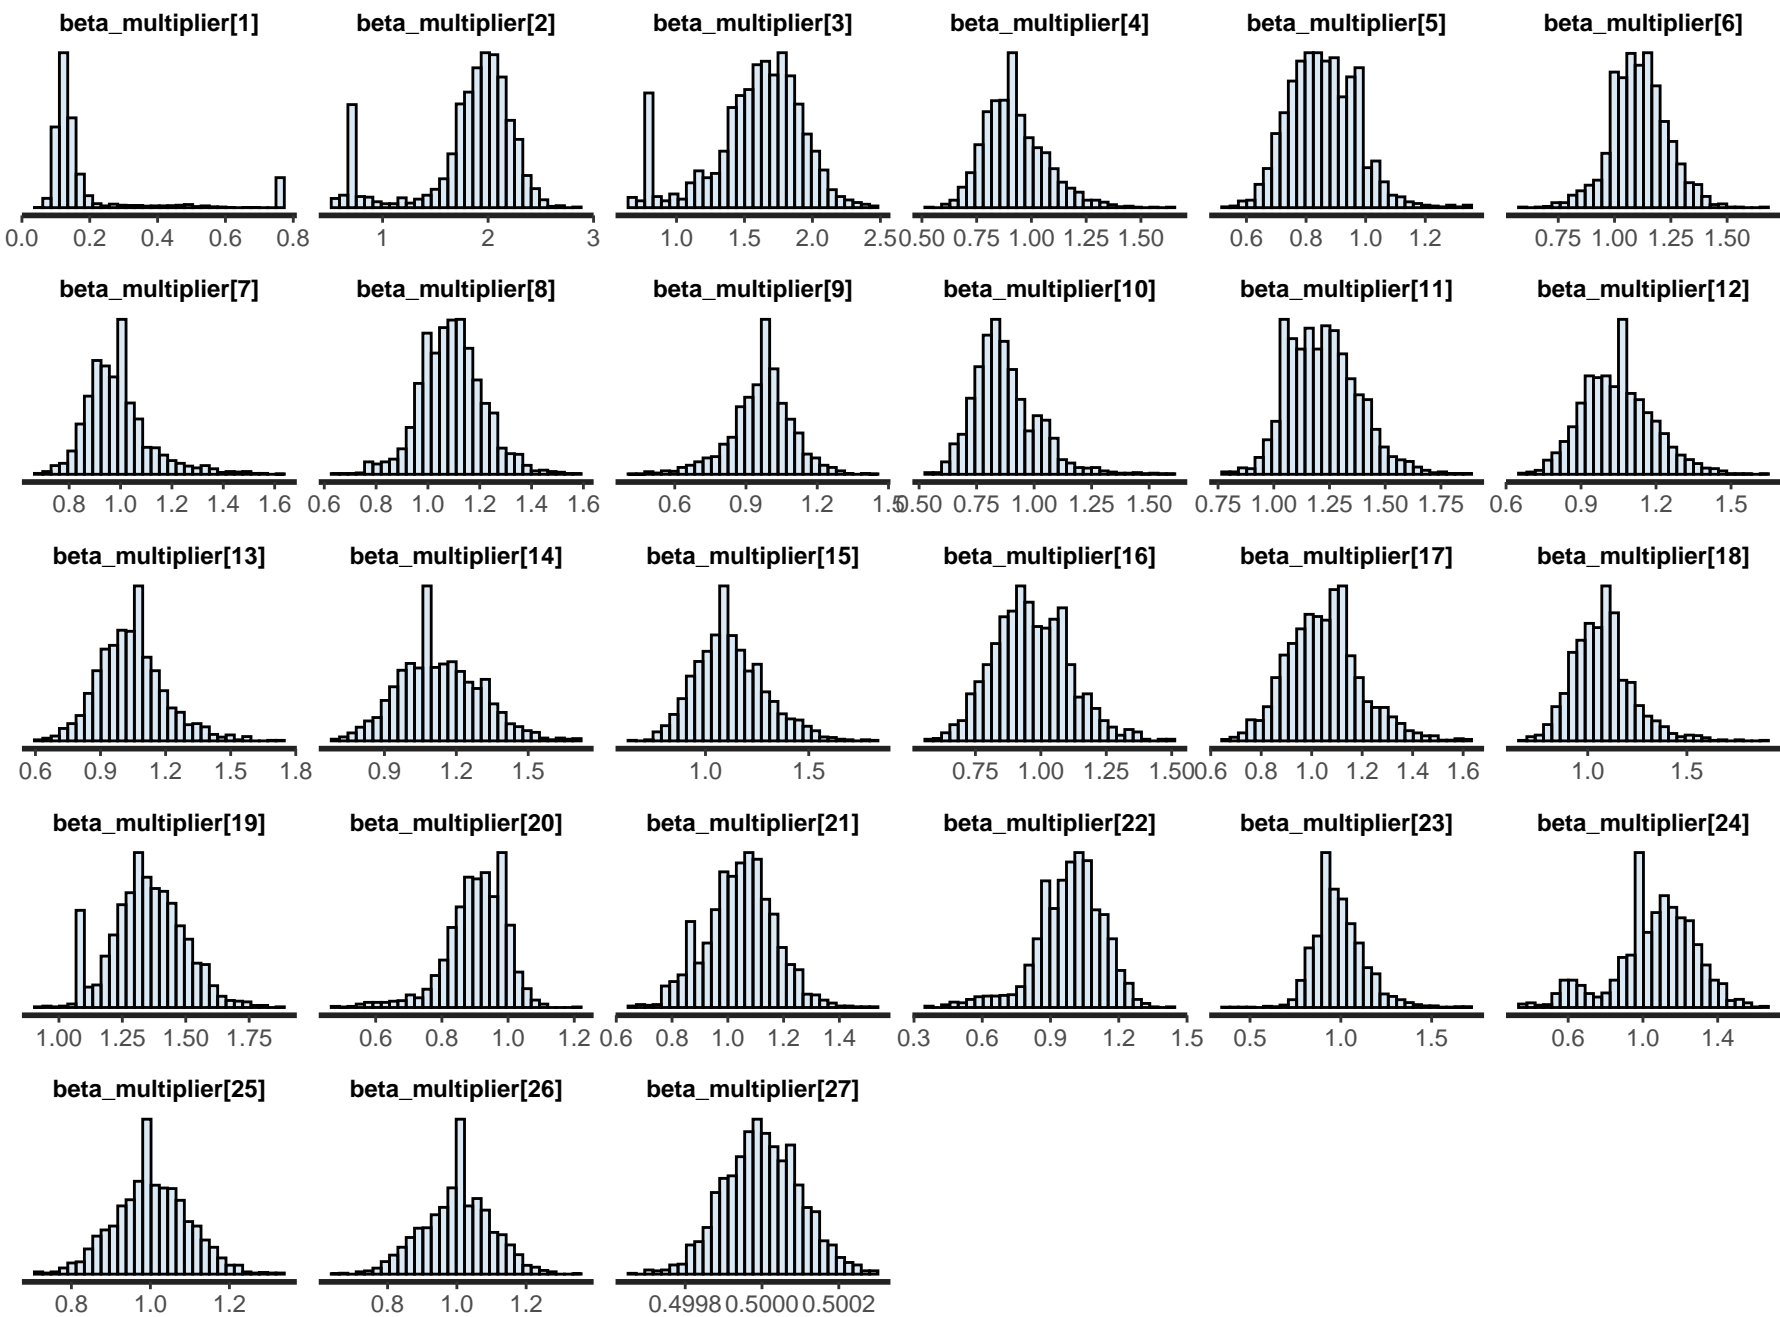 beta_multiplier[1] beta_multiplier[2] beta_multiplier[3] beta_multiplier[4] beta_multiplier[5] beta_multiplier[6]
0.0 0.2 0.4 0.6 0.8 1 2 3 1.0 1.5 2.0 2.5 0.50 0.75 1.00 1.25 1.50 0.6 0.8 1.0 1.2 0.75 1.00 1.25 1.50
beta_multiplier[7] beta_multiplier[8] beta_multiplier[9] beta_multiplier[10] beta_multiplier[11] beta_multiplier[12]
0.8 1.0 1.2 1.4 1.6 0.6 0.8 1.0 1.2 1.4 1.6 0.6 0.9 1.2 1.5 0.50 0.75 1.00 1.25 1.50 0.75 1.00 1.25 1.50 1.75 0.6 0.9 1.2 1.5
beta_multiplier[13] beta_multiplier[14] beta_multiplier[15] beta_multiplier[16] beta_multiplier[17] beta_multiplier[18]
0.6 0.9 1.2 1.5 1.8 0.9 1.2 1.5 1.0 1.5 0.75 1.00 1.25 1.50 0.6 0.8 1.0 1.2 1.4 1.6 1.0 1.5
beta_multiplier[19] beta_multiplier[20] beta_multiplier[21] beta_multiplier[22] beta_multiplier[23] beta_multiplier[24]
1.00 1.25 1.50 1.75 0.6 0.8 1.0 1.2 0.6 0.8 1.0 1.2 1.4 0.3 0.6 0.9 1.2 1.5 0.5 1.0 1.5 0.6 1.0 1.4
beta_multiplier[25] beta_multiplier[26] beta_multiplier[27]
0.8 1.0 1.2 0.8 1.0 1.2 0.4998 0.5000 0.5002